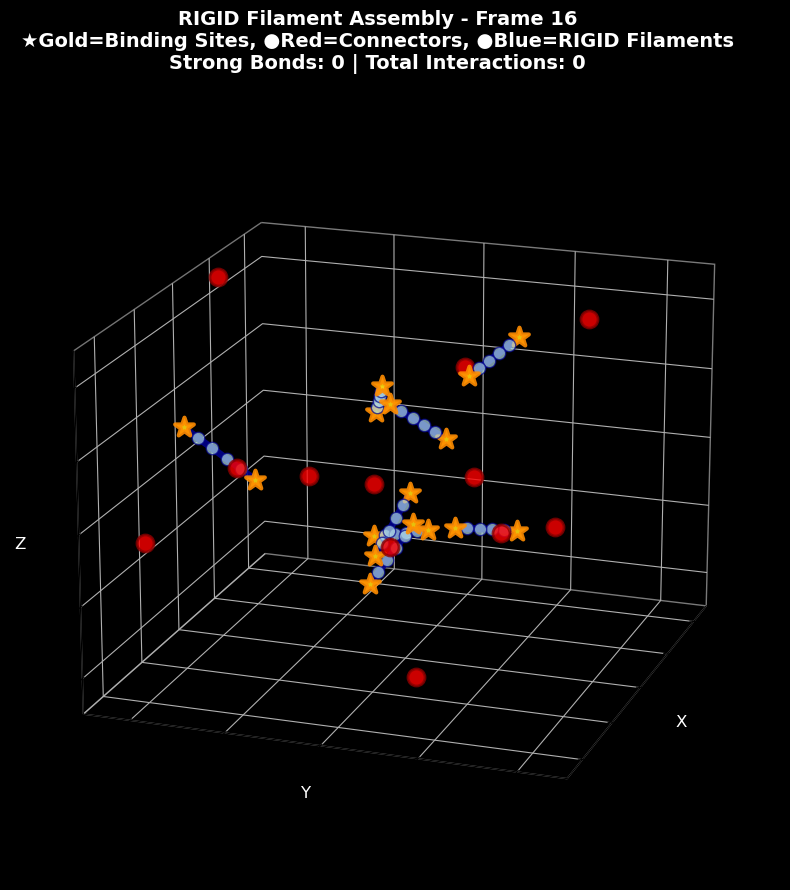 RIGID Filament Assembly - Frame 16
★Gold=Binding Sites, ●Red=Connectors, ●Blue=RIGID Filaments
Strong Bonds: 0 | Total Interactions: 0
Z
X
Y